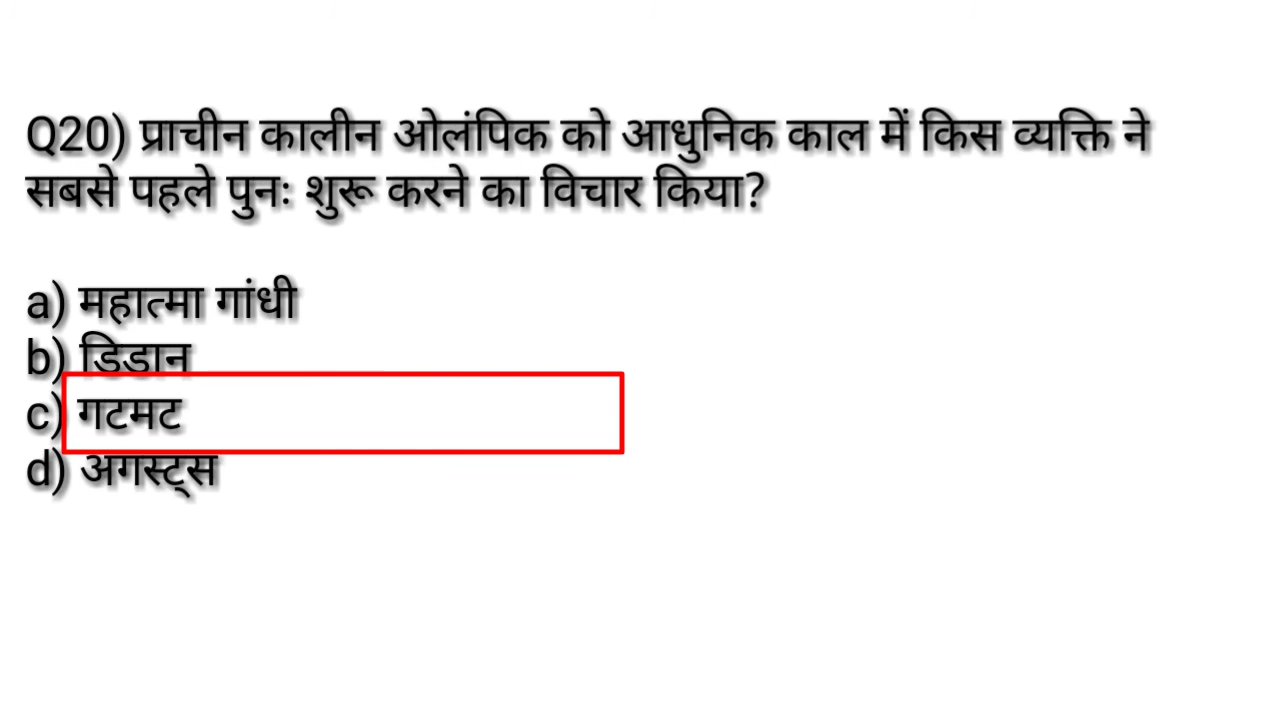 Q20) प्राचीन कालीन ओलंपिक को आधुनिक काल में किस व्यक्ति ने
सबसे पहले पुनः शुरू करने का विचार किया?
a) महात्मा गांधी
b) डिडान
c) गटमट
d) अगस्ट्स